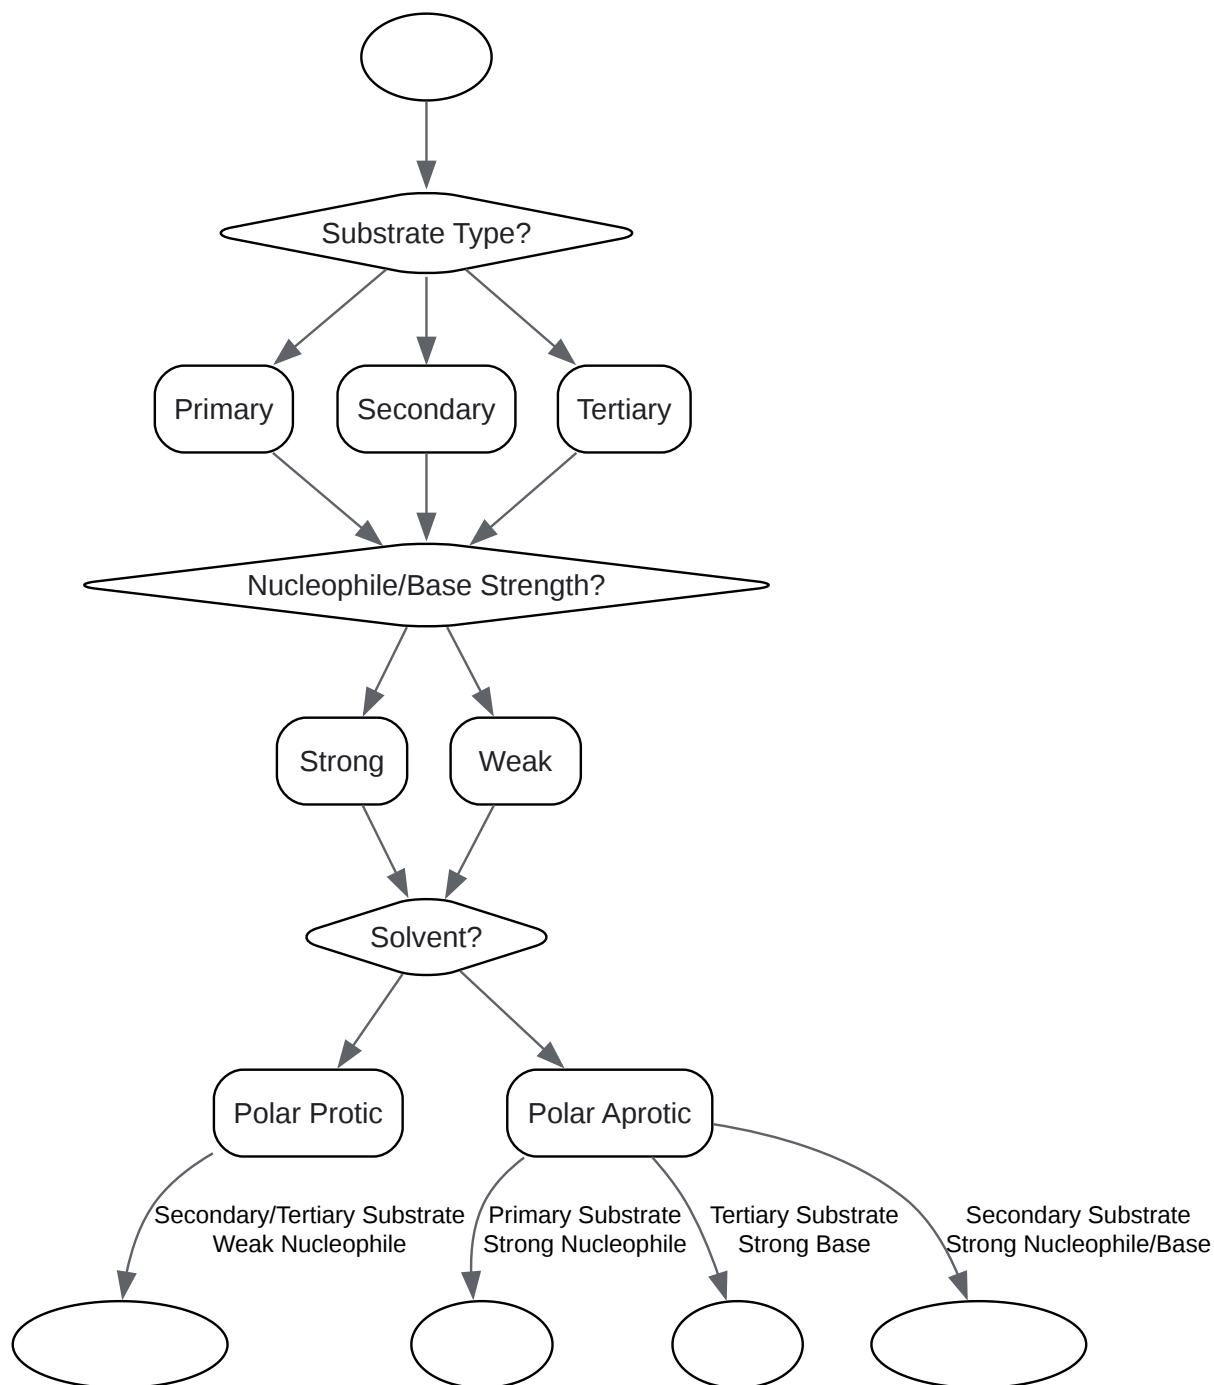 Substrate Type?
Primary
Secondary
Tertiary
Nucleophile/Base Strength?
Strong
Weak
Solvent?
Polar Protic
Polar Aprotic
Secondary/Tertiary Substrate
Weak Nucleophile
Primary Substrate
Strong Nucleophile
Tertiary Substrate
Strong Base
Secondary Substrate
Strong Nucleophile/Base